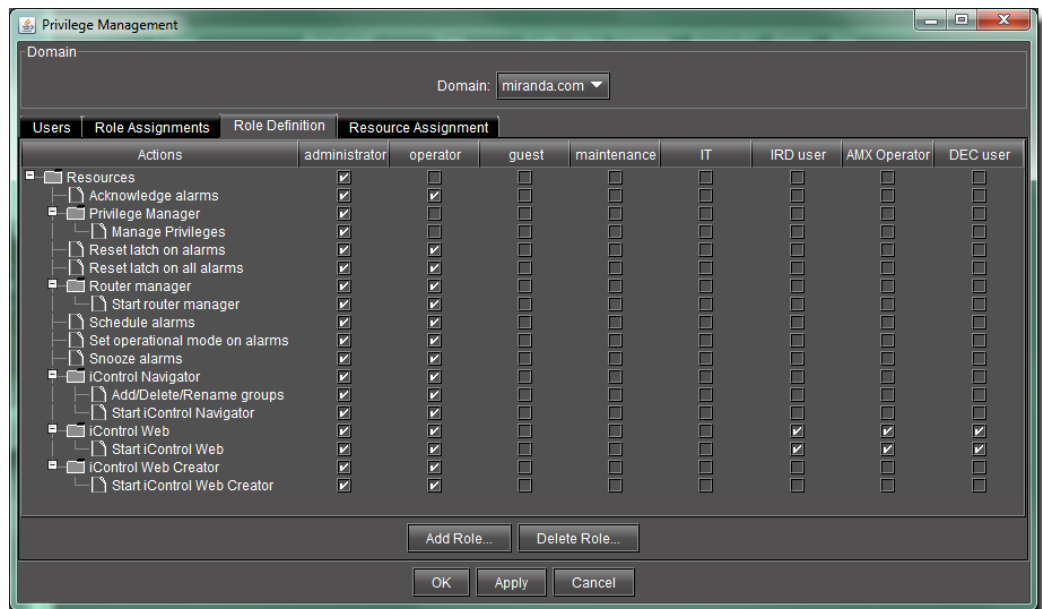 Privilege Management
Domain
Domain: miranda.com
Users Role Assignments Role Definition Resource Assignment
Actions administrator operator guest maintenance IT IRD user AMX Operator DEC user
Resources
Acknowledge alarms
Privilege Manager
Manage Privileges
Reset latch on alarms
Reset latch on all alarms
Router manager
Start router manager
Schedule alarms
Set operational mode on alarms
Snooze alarms
iControl Navigator
Add/Delete/Rename groups
Start iControl Navigator
iControl Web
Start iControl Web
iControl Web Creator
Start iControl Web Creator
Add Role... Delete Role...
OK Apply Cancel